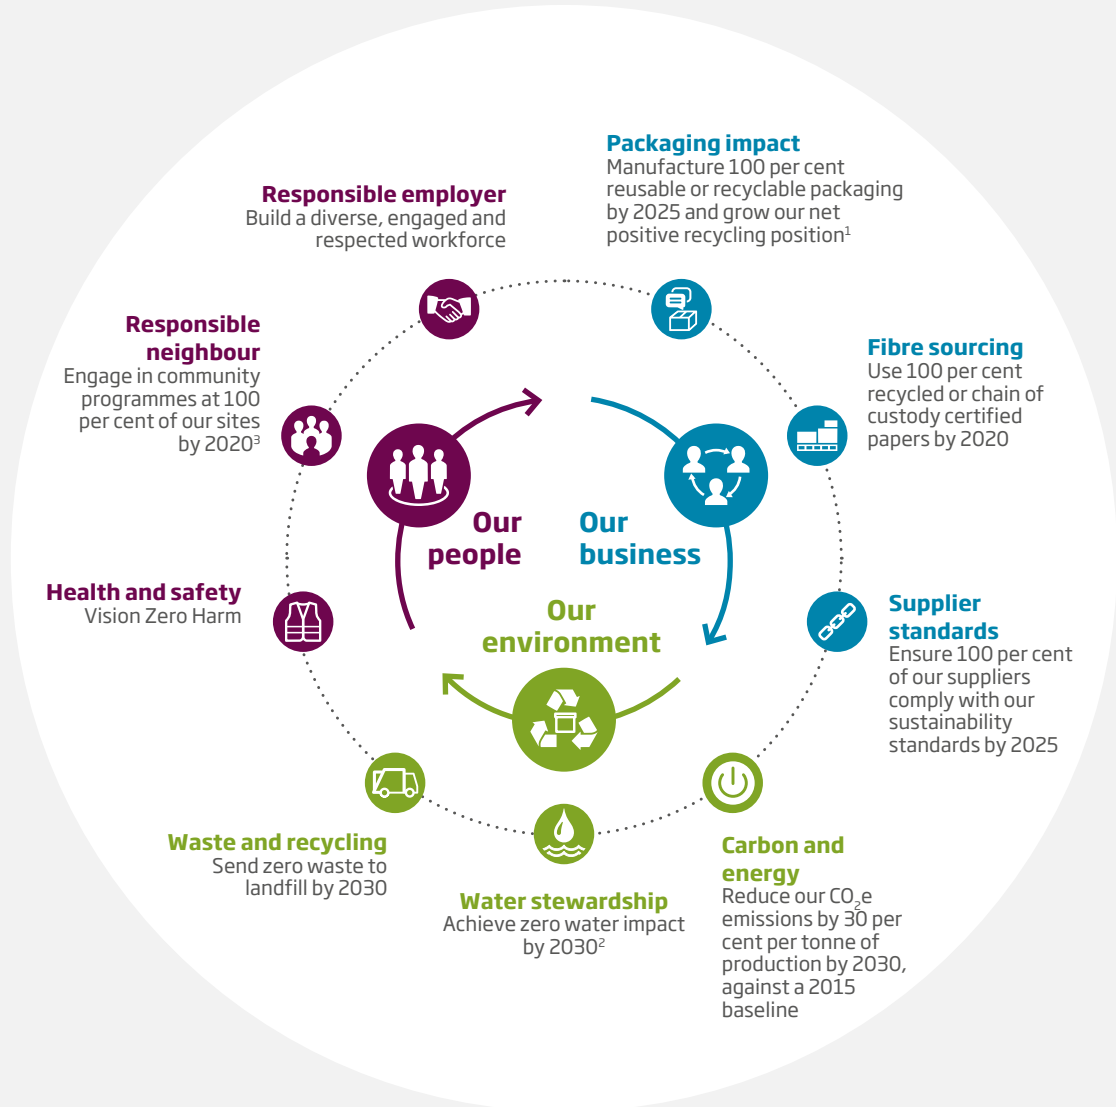 Packaging impact
Manufacture 100 per cent
reusable or recyclable packaging
by 2025 and grow our net
positive recycling position¹
Responsible employer
Build a diverse, engaged and
respected workforce
Responsible
neighbour
Engage in community
programmes at 100
per cent of our sites
by 2020³
Fibre sourcing
Use 100 per cent
recycled or chain of
custody certified
papers by 2020
Our
people
Our
business
Our
environment
Health and safety
Vision Zero Harm
Supplier
standards
Ensure 100 per cent
of our suppliers
comply with our
sustainability
standards by 2025
Waste and recycling
Send zero waste to
landfill by 2030
Water stewardship
Achieve zero water impact
by 2030²
Carbon and
energy
Reduce our CO₂e
emissions by 30 per
cent per tonne of
production by 2030,
against a 2015
baseline